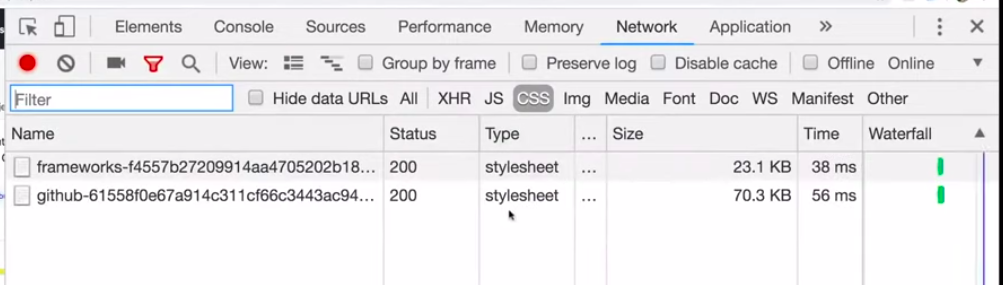 Elements Console Sources Performance Memory Network Application »
View: Group by frame Preserve log Disable cache Offline Online
Filter Hide data URLs All XHR JS CSS Img Media Font Doc WS Manifest Other
Name Status Type ... Size Time Waterfall
frameworks-f4557b27209914aa4705202b18... 200 stylesheet ... 23.1 KB 38 ms
github-61558f0e67a914c311cf66c3443ac94... 200 stylesheet ... 70.3 KB 56 ms